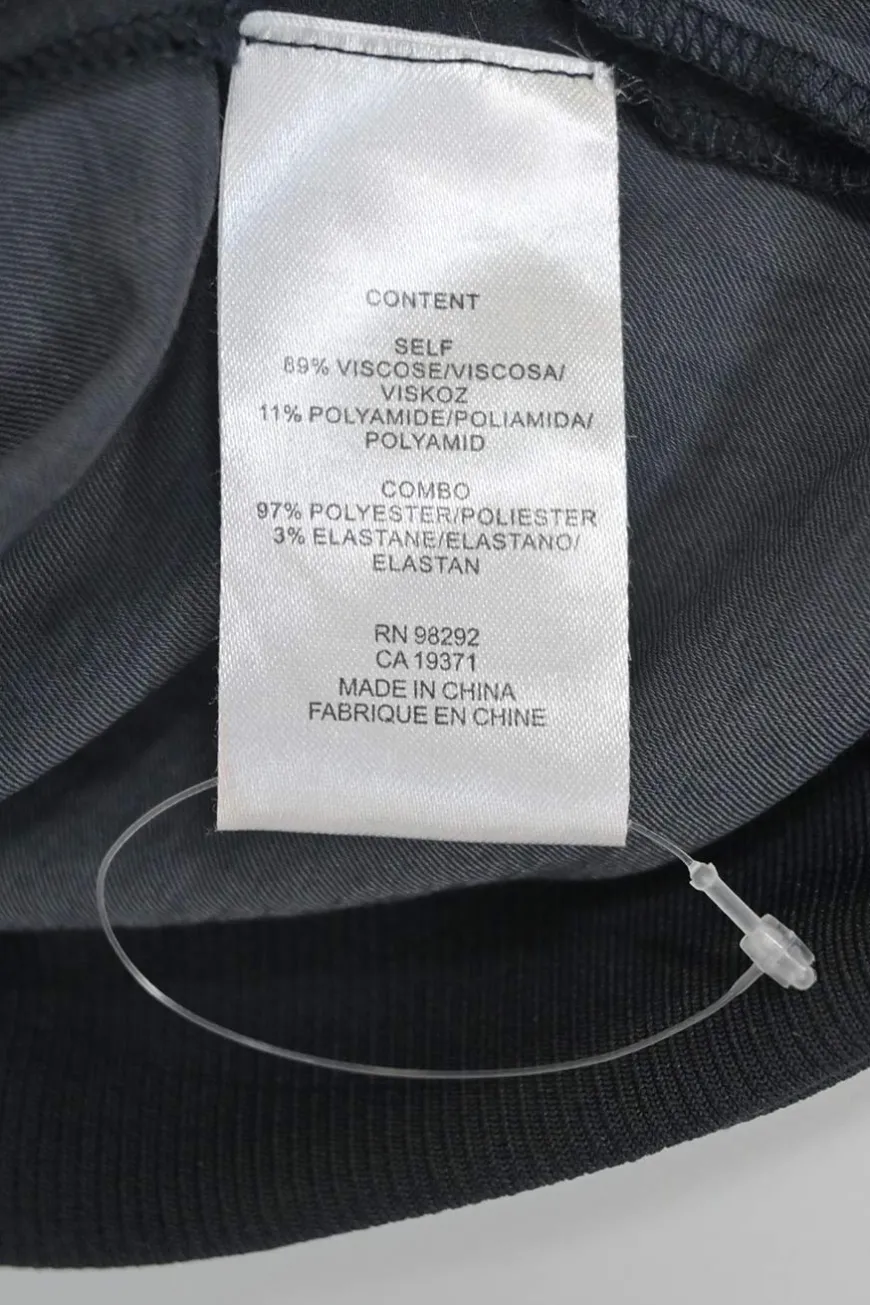 CONTENT
SELF
89% VISCOSE/VISCOSA/
VISKOZ
11% POLYAMIDE/POLIAMIDA/
POLYAMID
COMBO
97% POLYESTER/POLIESTER
3% ELASTANE/ELASTANO/
ELASTAN
RN 98292
CA 19371
MADE IN CHINA
FABRIQUE EN CHINE